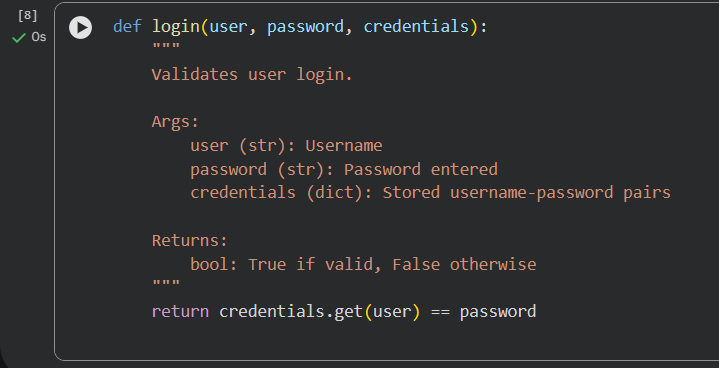 [8]
0s
def login(user, password, credentials):
"""
Validates user login.
Args:
user (str): Username
password (str): Password entered
credentials (dict): Stored username-password pairs
Returns:
bool: True if valid, False otherwise
"""
return credentials.get(user) == password